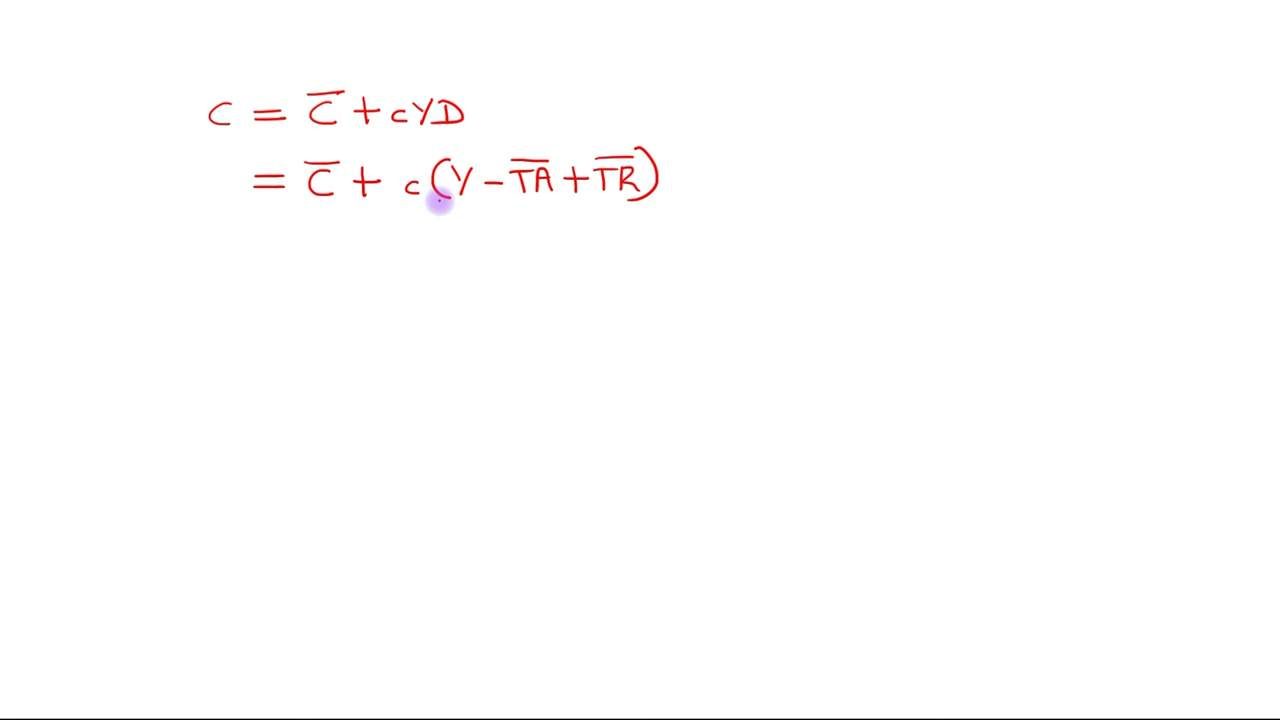 C = C̅ + cYD
= C̅ + c(Y - T̅A̅ + T̅R̅)